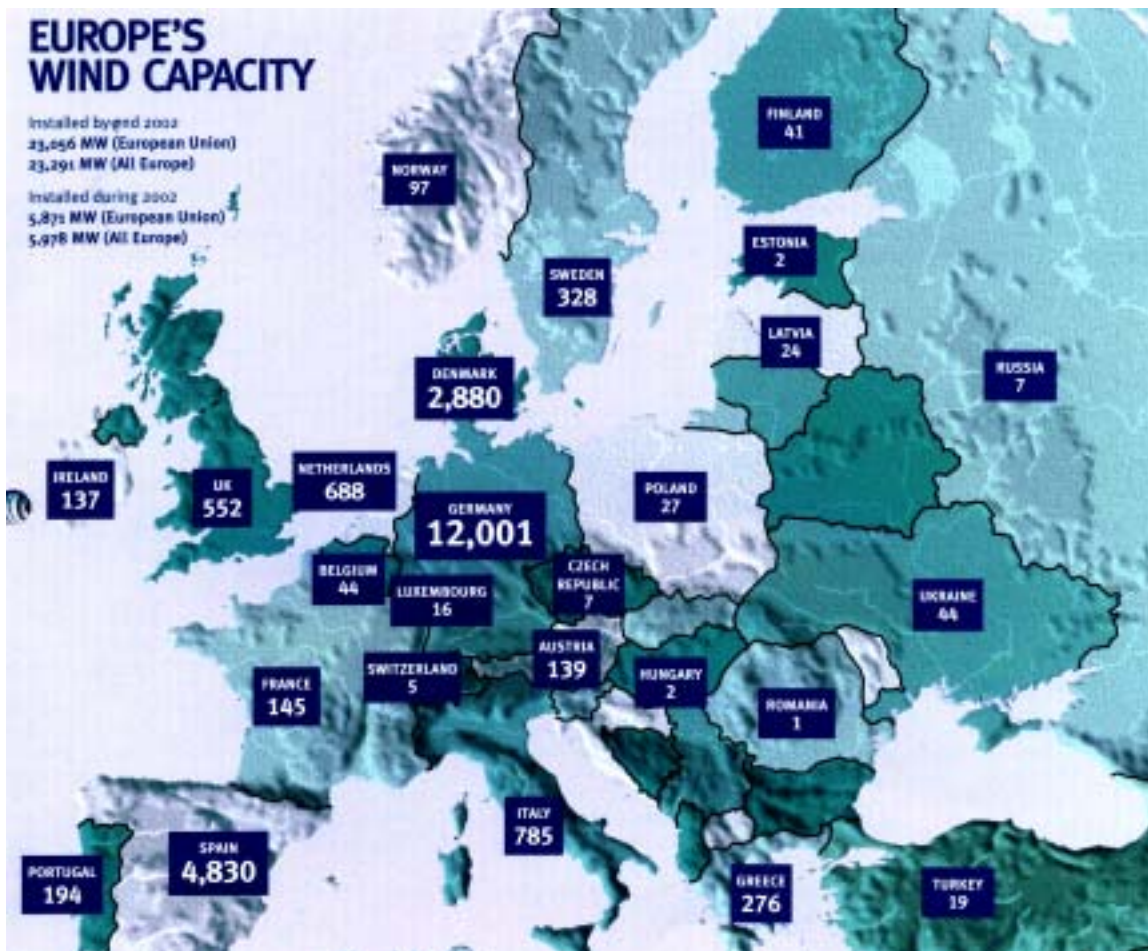 EUROPE'S
WIND CAPACITY
Installed by end 2002
23,056 MW (European Union)
23,291 MW (All Europe)
Installed during 2002
5,871 MW (European Union)
5,978 MW (All Europe)
FINLAND
41
NORWAY
97
ESTONIA
2
SWEDEN
328
LATVIA
24
RUSSIA
7
DENMARK
2,880
IRELAND
137
UK
552
NETHERLANDS
688
GERMANY
12,001
POLAND
27
BELGIUM
44
LUXEMBOURG
16
CZECH
REPUBLIC
7
UKRAINE
44
SWITZERLAND
5
AUSTRIA
139
HUNGARY
2
FRANCE
145
ROMANIA
1
ITALY
785
PORTUGAL
194
SPAIN
4,830
GREECE
276
TURKEY
19